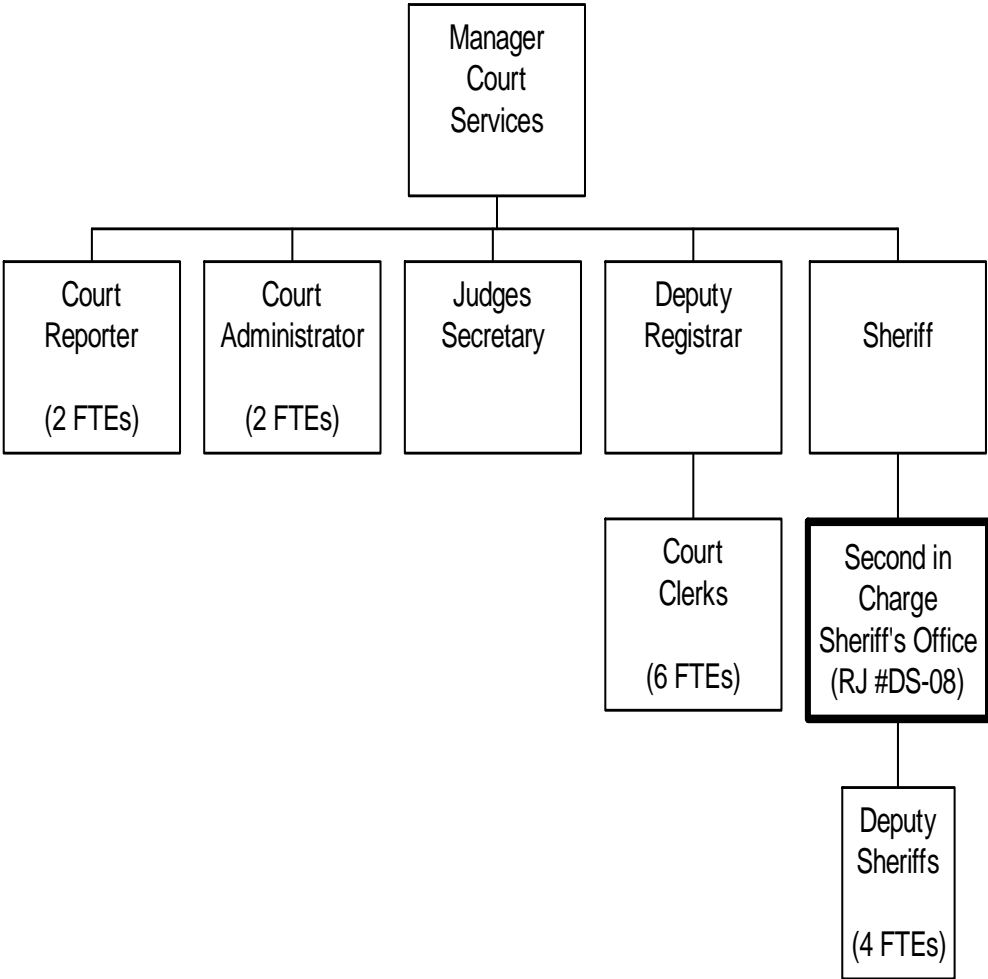 Manager
Court
Services
Court
Reporter
(2 FTEs)
Court
Administrator
(2 FTEs)
Judges
Secretary
Deputy
Registrar
Sheriff
Court
Clerks
(6 FTEs)
Second in
Charge
Sheriff's Office
(RJ #DS-08)
Deputy
Sheriffs
(4 FTEs)